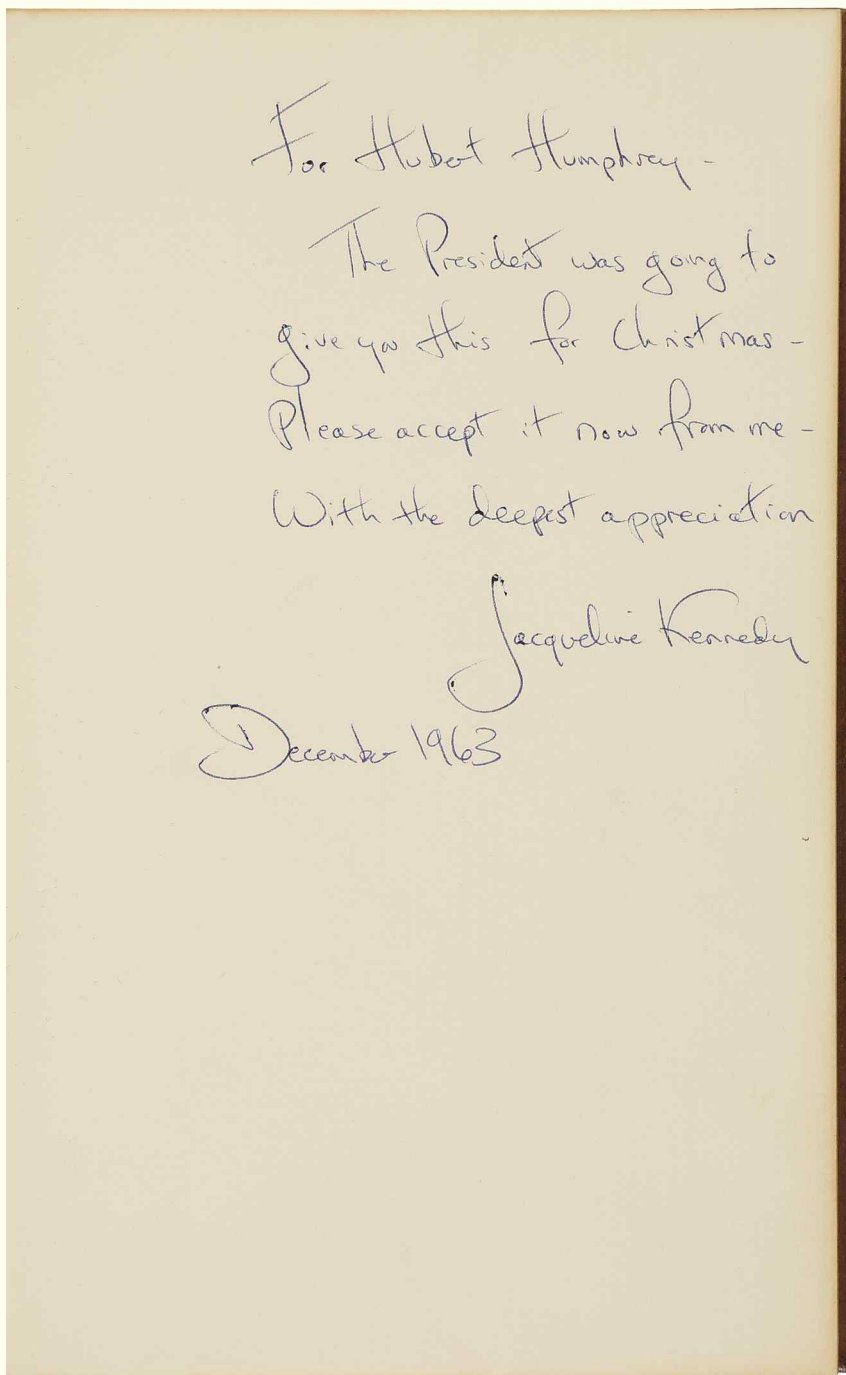 For Hubert Humphrey -
The President was going to
give you this for Christmas -
Please accept it now from me -
With the deepest appreciation
Jacqueline Kennedy
December 1963